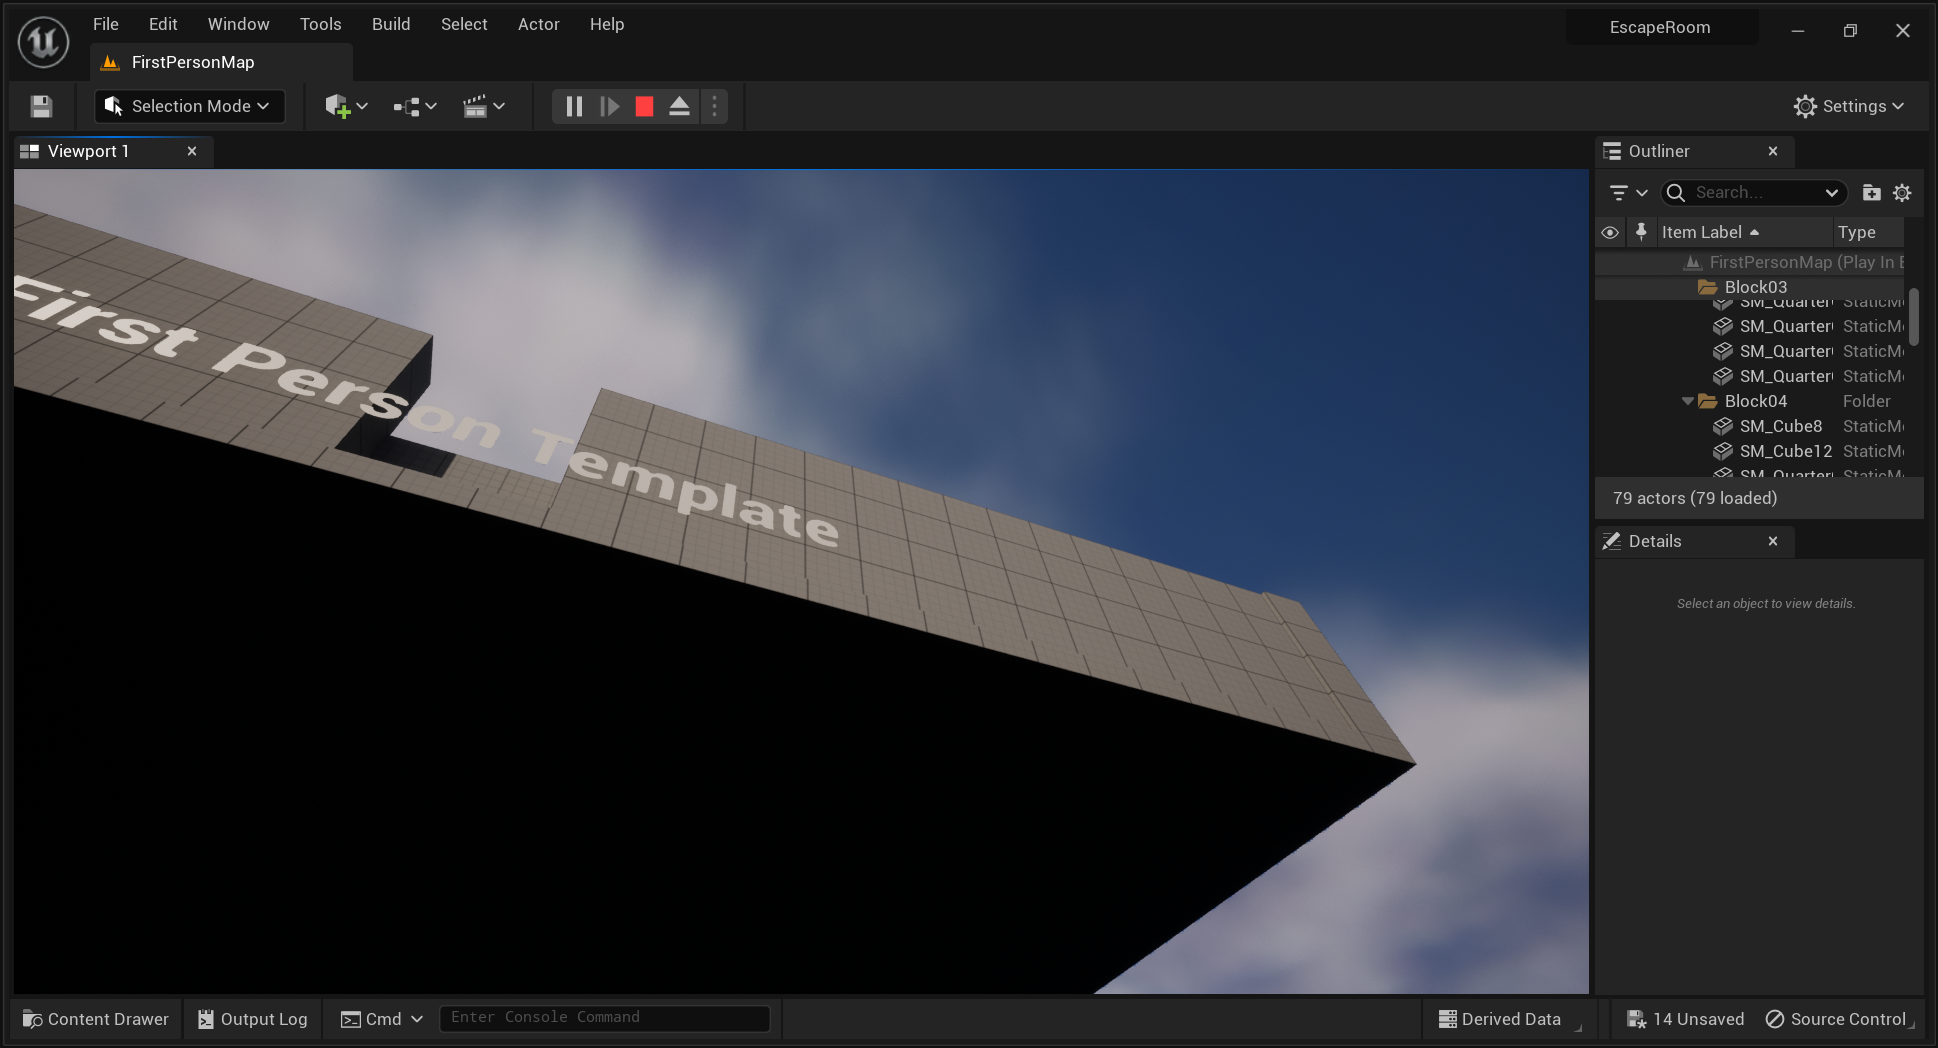 File Edit Window Tools Build Select Actor Help
EscapeRoom
FirstPersonMap
Selection Mode
Settings
Viewport 1
Outliner
Search...
Item Label Type
FirstPersonMap (Play In E
Block03
SM_Quarter StaticM
SM_Quarter StaticM
SM_Quarter StaticM
SM_Quarter StaticM
Block04 Folder
SM_Cube8 StaticM
SM_Cube12 StaticM
SM_Quarter StaticM
79 actors (79 loaded)
Details
Select an object to view details.
First Person Template
Content Drawer Output Log Cmd Enter Console Command Derived Data 14 Unsaved Source Control